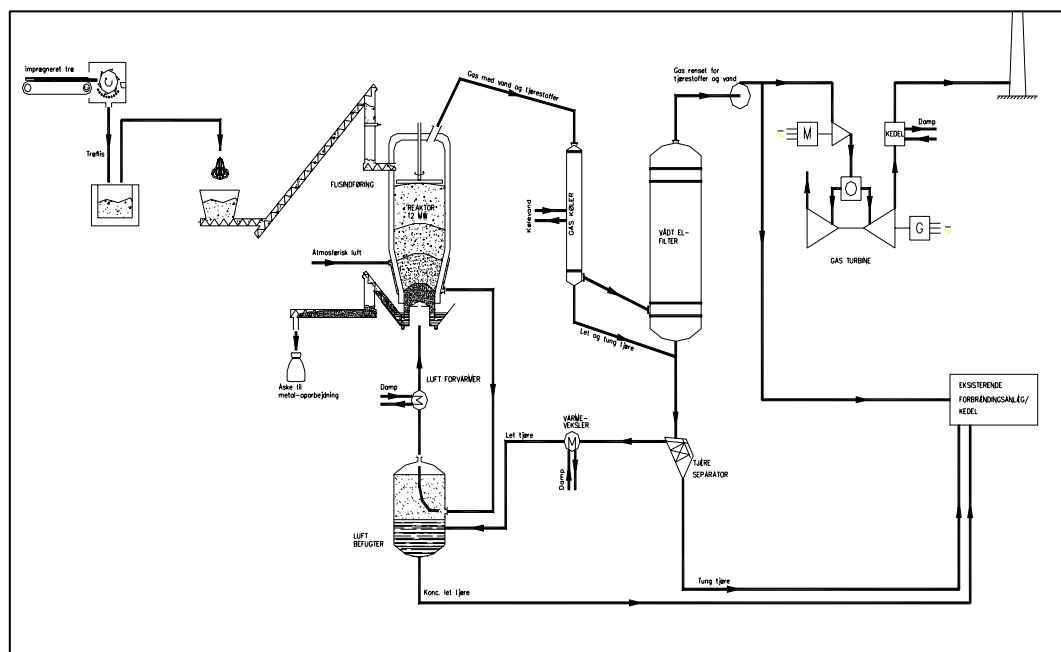 imprægneret træ
Træflis
FLISINDFØRING
REAKTOR
12 MW
Atmosfærisk luft
Aske til
metal-oparbejdning
Damp
LUFT FORVARMER
LUFT
BEFUGTER
Gas med vand og tjærestoffer
Kølevand
GAS KØLER
Let og tung tjære
VÅDT EL-
FILTER
Gas renset for
tjærestoffer og vand
M
O
G
GAS TURBINE
KEDEL
Damp
EKSISTERENDE
FORBRÆNDINGSANLÆG/
KEDEL
VARME-
VEKSLER
M
Damp
Let tjære
TJÆRE
SEPARATOR
Tung tjære
Konc. let tjære